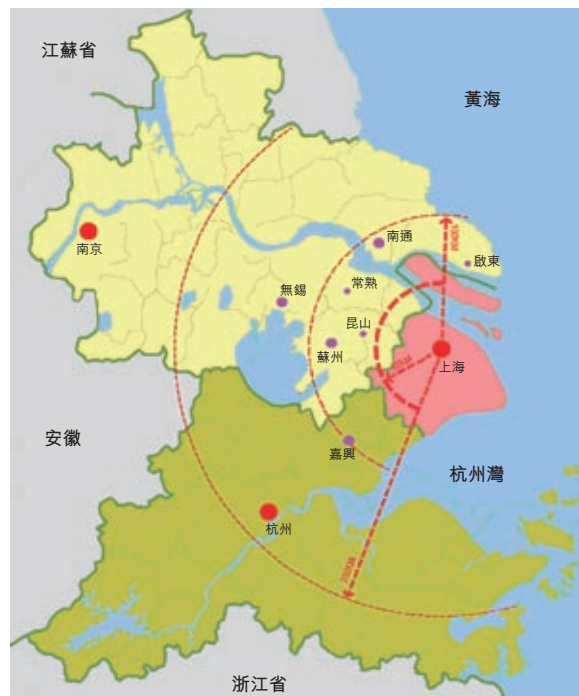 江蘇省
黃海
南京
南通
啟東
常熟
無錫
昆山
蘇州
上海
嘉興
安徽
杭州灣
杭州
浙江省